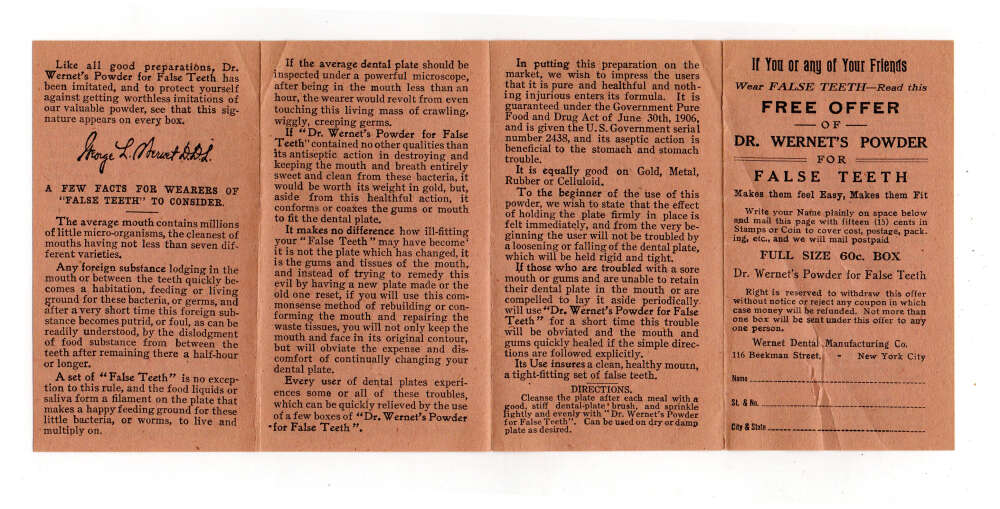 Like all good preparations, Dr.
Wernet's Powder for False Teeth has
been imitated, and to protect yourself
against getting worthless imitations of
our valuable powder, see that this sig-
nature appears on every box.
George L. Wernet D.D.S.
A FEW FACTS FOR WEARERS OF
"FALSE TEETH" TO CONSIDER.
The average mouth contains millions
of little micro-organisms, the cleanest of
mouths having not less than seven dif-
ferent varieties.
Any foreign substance lodging in the
mouth or between the teeth quickly be-
comes a habitation, feeding or living
ground for these bacteria, or germs, and
after a very short time this foreign sub-
stance becomes putrid, or foul, as can be
readily understood, by the dislodgment
of food substance from between the
teeth after remaining there a half-hour
or longer.
A set of "False Teeth" is no excep-
tion to this rule, and the food liquids or
saliva form a filament on the plate that
makes a happy feeding ground for these
little bacteria, or worms, to live and
multiply on.
If the average dental plate should be
inspected under a powerful microscope,
after being in the mouth less than an
hour, the wearer would revolt from even
touching this living mass of crawling,
wiggly, creeping germs.
If "Dr. Wernet's Powder for False
Teeth" contained no other qualities than
its antiseptic action in destroying and
keeping the mouth and breath entirely
sweet and clean from these bacteria, it
would be worth its weight in gold, but,
aside from this healthful action, it
conforms or coaxes the gums or mouth
to fit the dental plate.
It makes no difference how ill-fitting
your "False Teeth" may have become
it is not the plate which has changed, it
is the gums and tissues of the mouth,
and instead of trying to remedy this
evil by having a new plate made or the
old one reset, if you will use this com-
monsense method of rebuilding or con-
forming the mouth and repairing the
waste tissues, you will not only keep the
mouth and face in its original contour,
but will obviate the expense and dis-
comfort of continually changing your
dental plate.
Every user of dental plates experi-
ences some or all of these troubles,
which can be quickly relieved by the use
of a few boxes of "Dr. Wernet's Powder
for False Teeth".
In putting this preparation on the
market, we wish to impress the users
that it is pure and healthful and noth-
ing injurious enters its formula. It is
guaranteed under the Government Pure
Food and Drug Act of June 30th, 1906,
and is given the U.S. Government serial
number 2438, and its aseptic action is
beneficial to the stomach and stomach
trouble.
It is equally good on Gold, Metal,
Rubber or Celluloid.
To the beginner of the use of this
powder, we wish to state that the effect
of holding the plate firmly in place is
felt immediately, and from the very be-
ginning the user will not be troubled by
a loosening or falling of the dental plate,
which will be held rigid and tight.
If those who are troubled with a sore
mouth or gums and are unable to retain
their dental plate in the mouth or are
compelled to lay it aside periodically
will use "Dr. Wernet's Powder for False
Teeth" for a short time this trouble
will be obviated and the mouth and
gums quickly healed if the simple direc-
tions are followed explicitly.
Its Use insures a clean, healthy mouth,
a tight-fitting set of false teeth.
DIRECTIONS.
Cleanse the plate after each meal with a
good, stiff dental-plate brush, and sprinkle
lightly and evenly with "Dr. Wernet's Powder
for False Teeth". Can be used on dry or damp
plate as desired.
If You or any of Your Friends
Wear FALSE TEETH—Read this
FREE OFFER
— OF —
DR. WERNET'S POWDER
FOR
FALSE TEETH
Makes them feel Easy, Makes them Fit
Write your Name plainly on space below
and mail this page with fifteen (15) cents in
Stamps or Coin to cover cost, postage, pack-
ing, etc., and we will mail postpaid
FULL SIZE 60c. BOX
Dr. Wernet's Powder for False Teeth
Right is reserved to withdraw this offer
without notice or reject any coupon in which
case money will be refunded. Not more than
one box will be sent under this offer to any
one person.
Wernet Dental Manufacturing Co.
116 Beekman Street, - New York City
Name
St. & No.
City & State